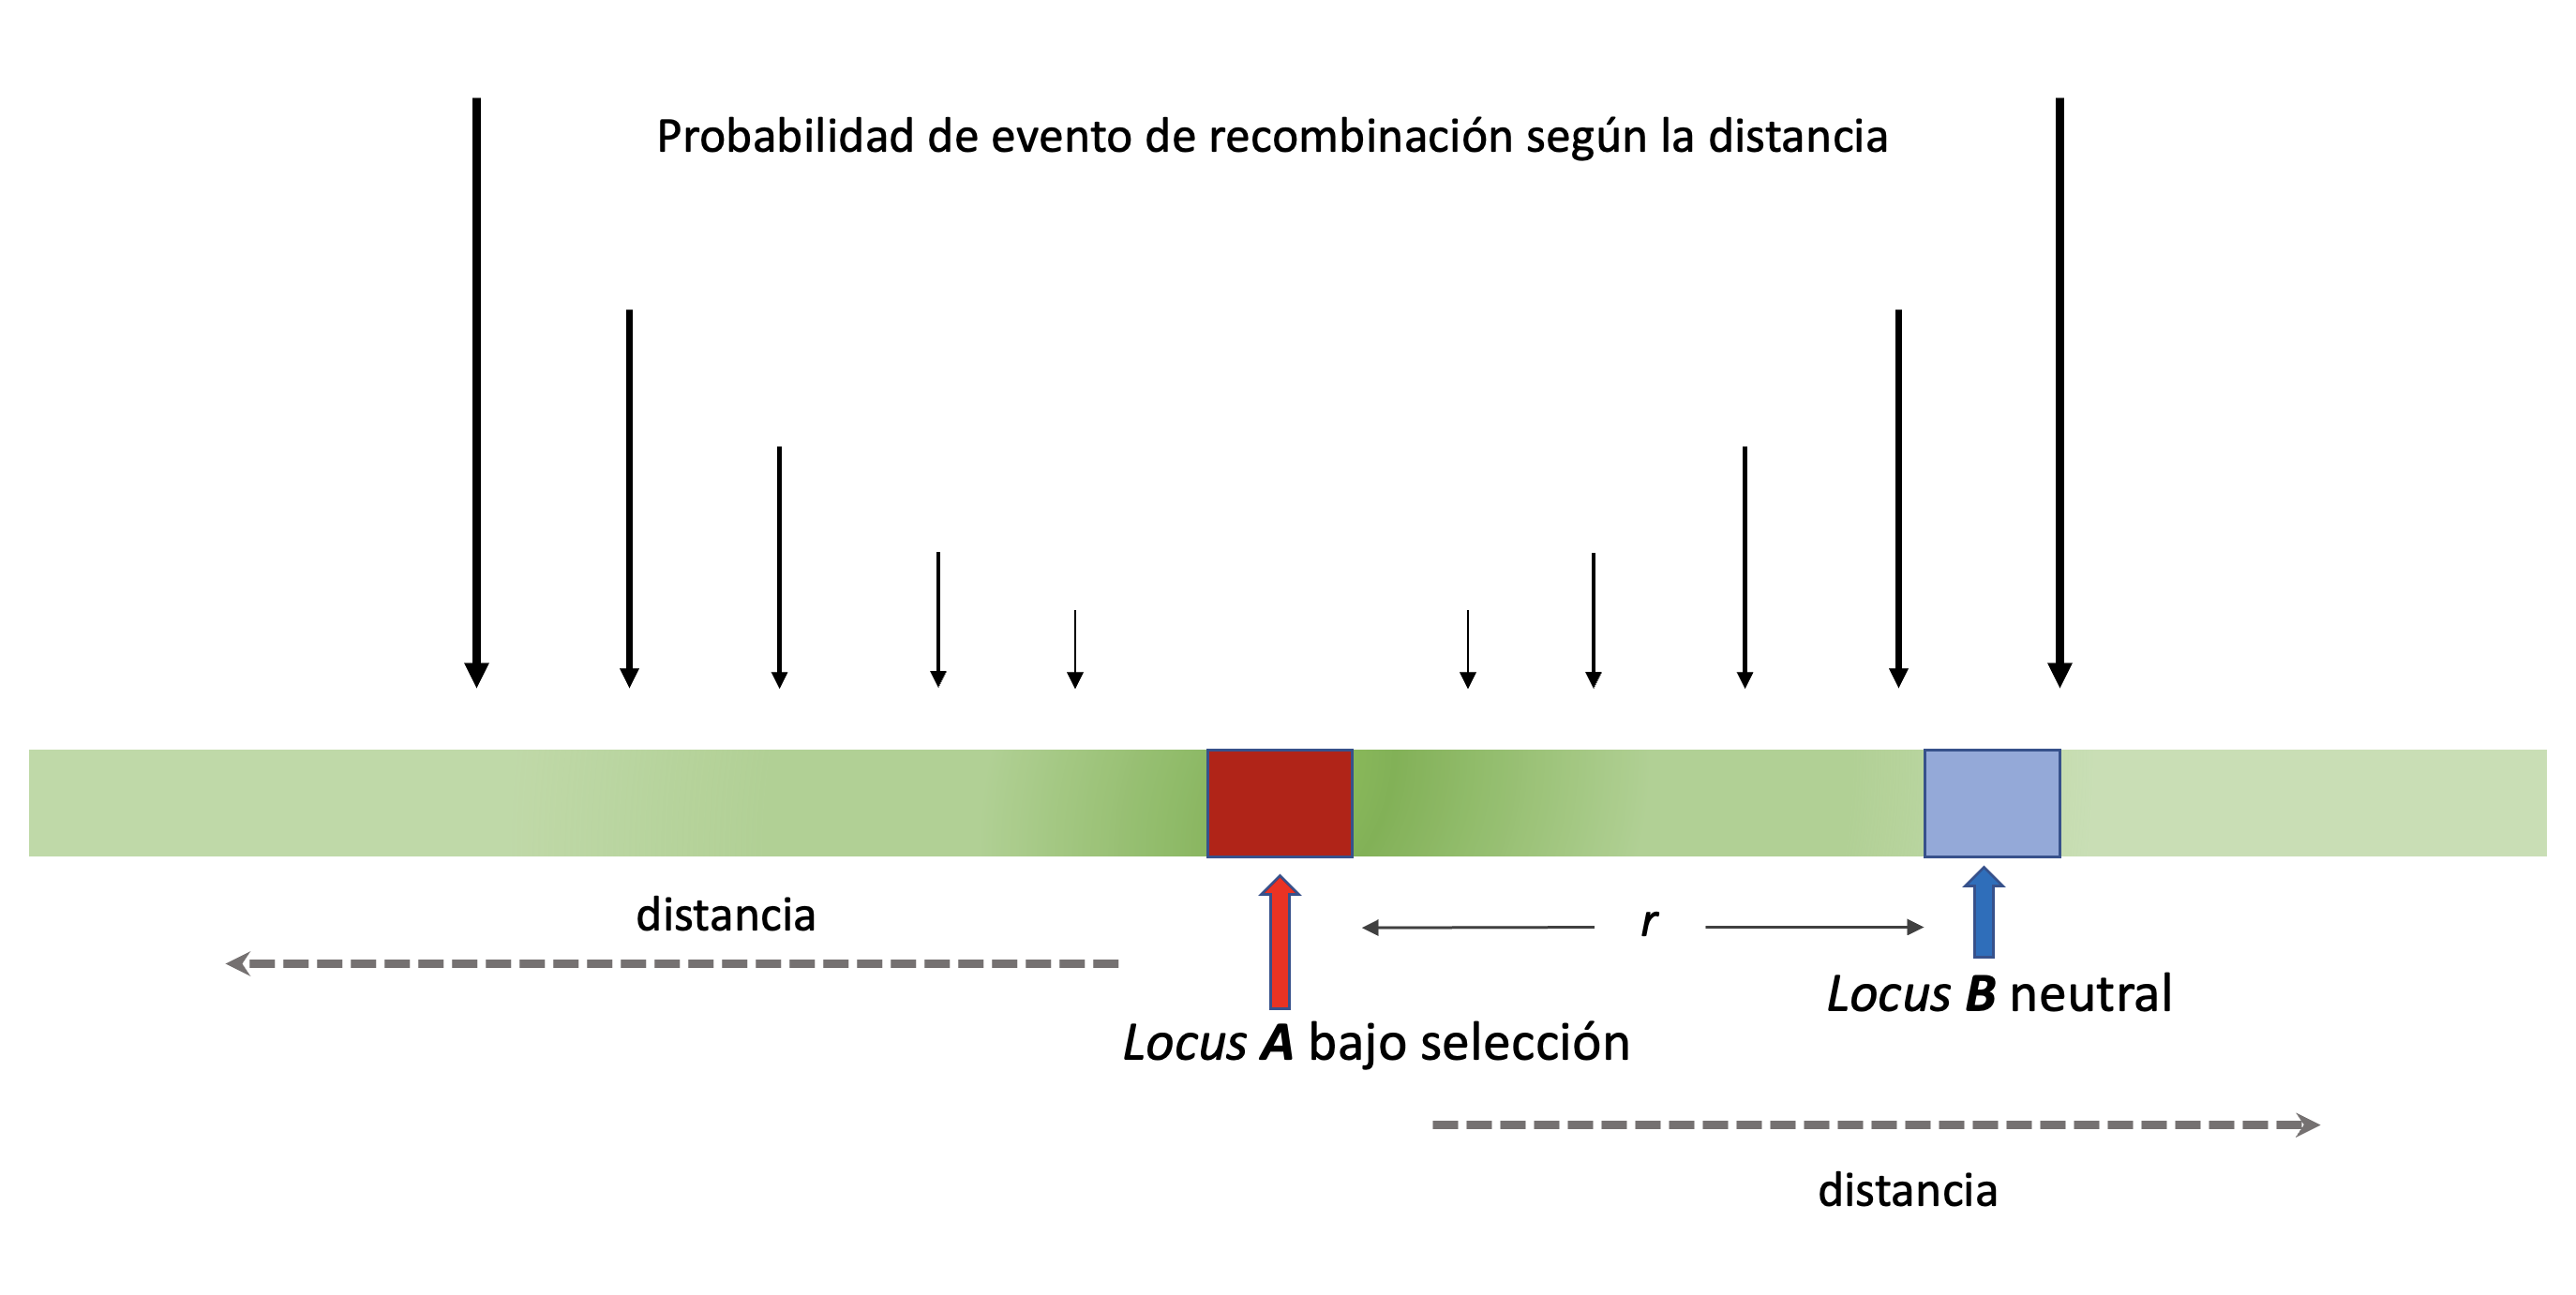 Probabilidad de evento de recombinación según la distancia
distancia
r
Locus B neutral
Locus A bajo selección
distancia